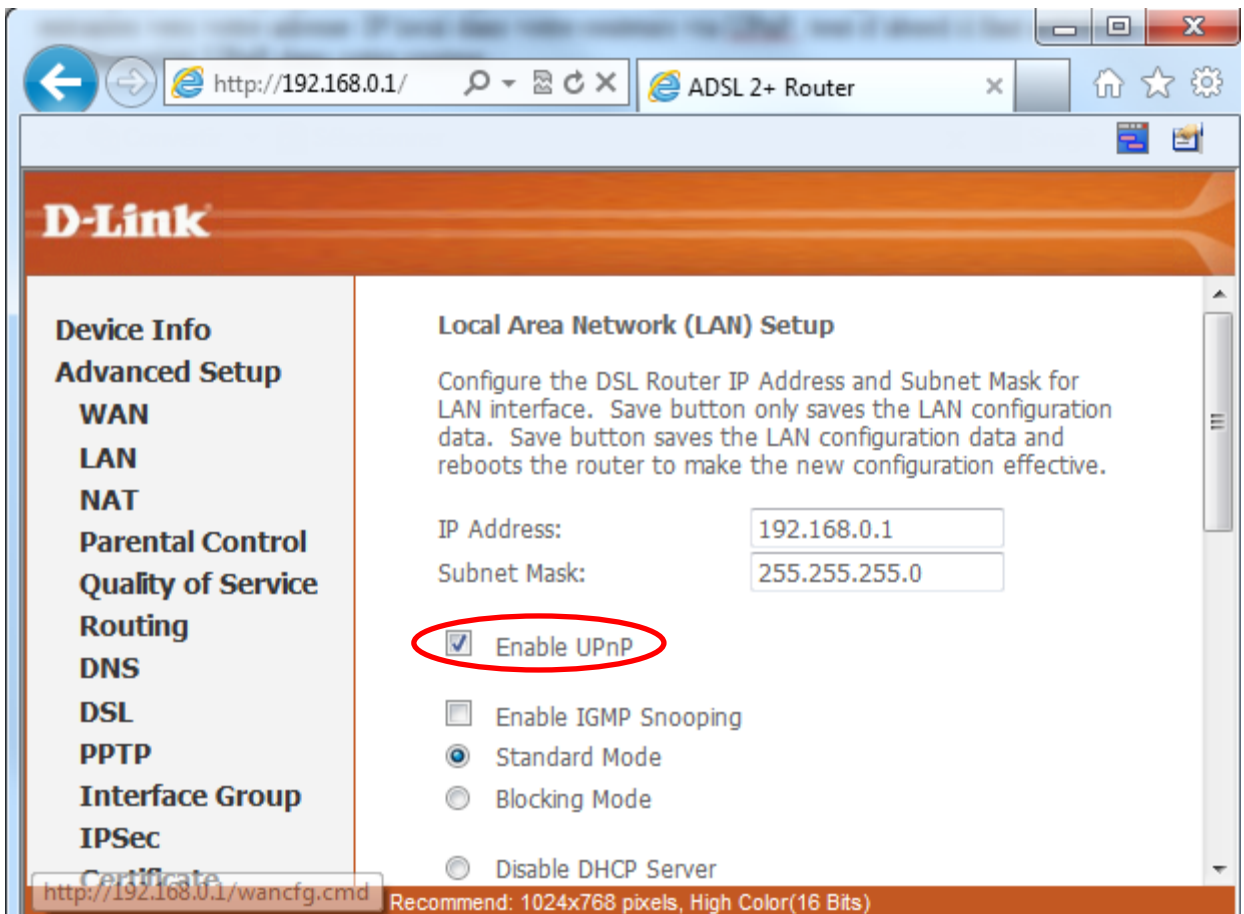 http://192.168.0.1/
ADSL 2+ Router
D-Link
Device Info
Advanced Setup
WAN
LAN
NAT
Parental Control
Quality of Service
Routing
DNS
DSL
PPTP
Interface Group
IPSec
Certificate
http://192.168.0.1/wancfg.cmd
Local Area Network (LAN) Setup
Configure the DSL Router IP Address and Subnet Mask for
LAN interface. Save button only saves the LAN configuration
data. Save button saves the LAN configuration data and
reboots the router to make the new configuration effective.
IP Address: 192.168.0.1
Subnet Mask: 255.255.255.0
Enable UPnP
Enable IGMP Snooping
Standard Mode
Blocking Mode
Disable DHCP Server
Recommend: 1024x768 pixels, High Color(16 Bits)